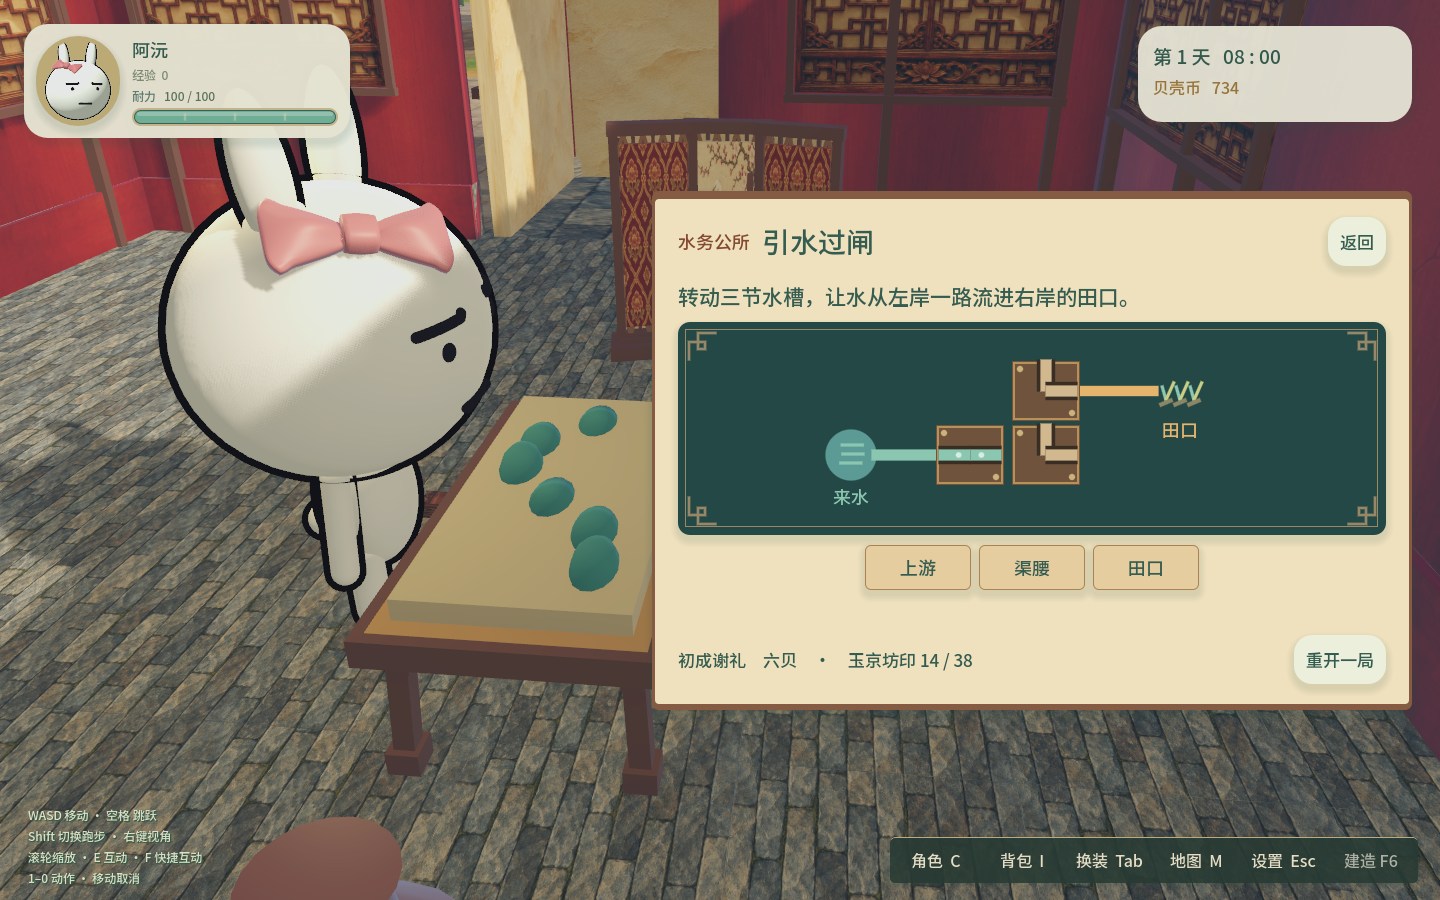 阿沅
经验 0
耐力 100 / 100
第 1 天 08 : 00
贝壳币 734
水务公所 引水过闸
返回
转动三节水槽，让水从左岸一路流进右岸的田口。
田口
来水
上游 渠腰 田口
初成谢礼 六贝 · 玉京坊印 14 / 38
重开一局
WASD 移动 · 空格 跳跃
Shift 切换跑步 · 右键视角
滚轮缩放 · E 互动 · F 快捷互动
1–0 动作 · 移动取消
角色 C 背包 I 换装 Tab 地图 M 设置 Esc 建造 F6